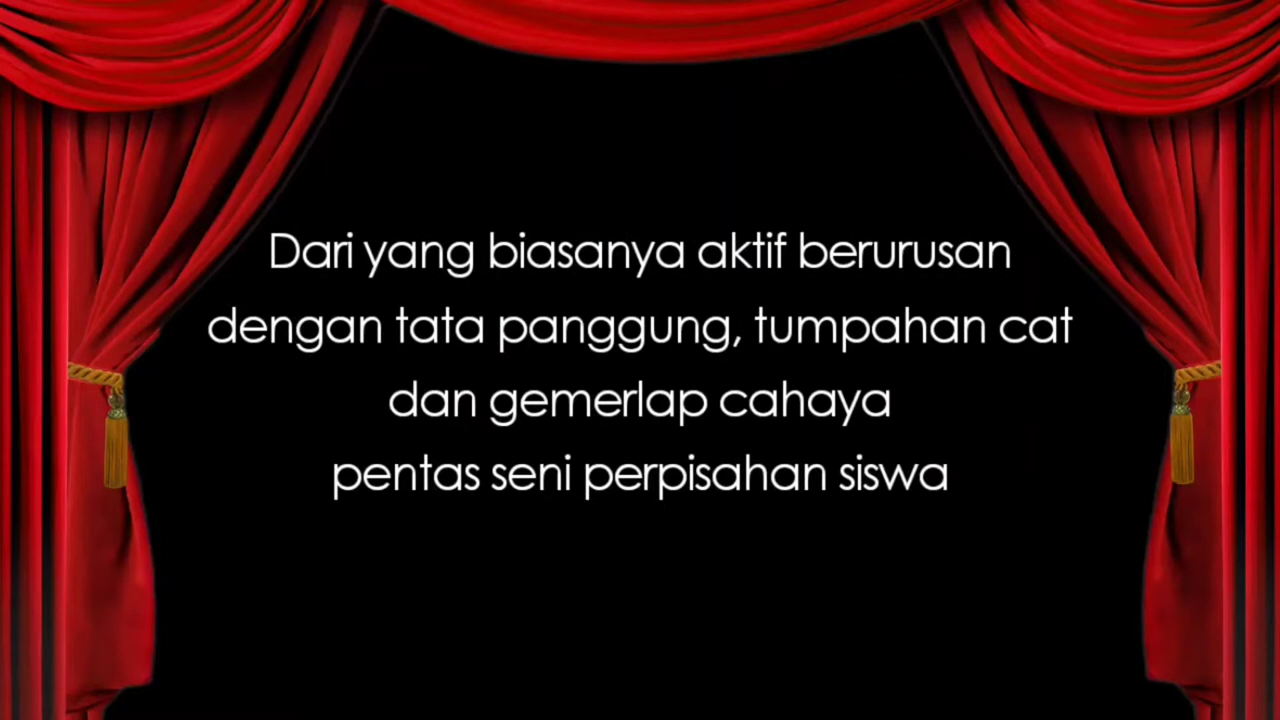 Dari yang biasanya aktif berurusan
dengan tata panggung, tumpahan cat
dan gemerlap cahaya
pentas seni perpisahan siswa